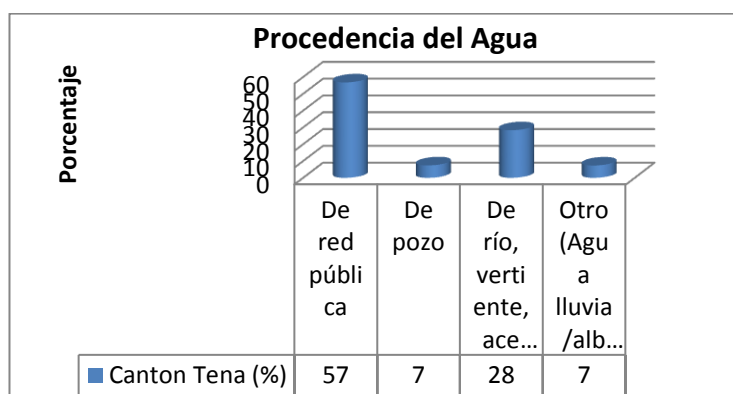 Procedencia del Agua
Porcentaje
60
50
40
30
20
10
0
De
red
públi
ca
De
pozo
De
río,
verti
ente,
ace...
Otro
(Agu
a
lluvia
/alb...
Canton Tena (%) 57 7 28 7